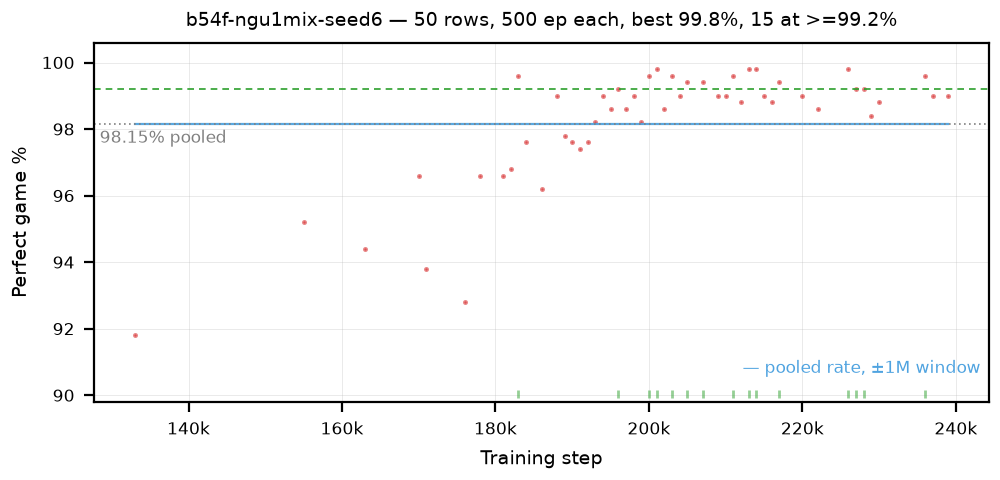 b54f-ngu1mix-seed6 — 50 rows, 500 ep each, best 99.8%, 15 at >=99.2%
Perfect game %
100
98
96
94
92
90
98.15% pooled
— pooled rate, ±1M window
140k
160k
180k
200k
220k
240k
Training step